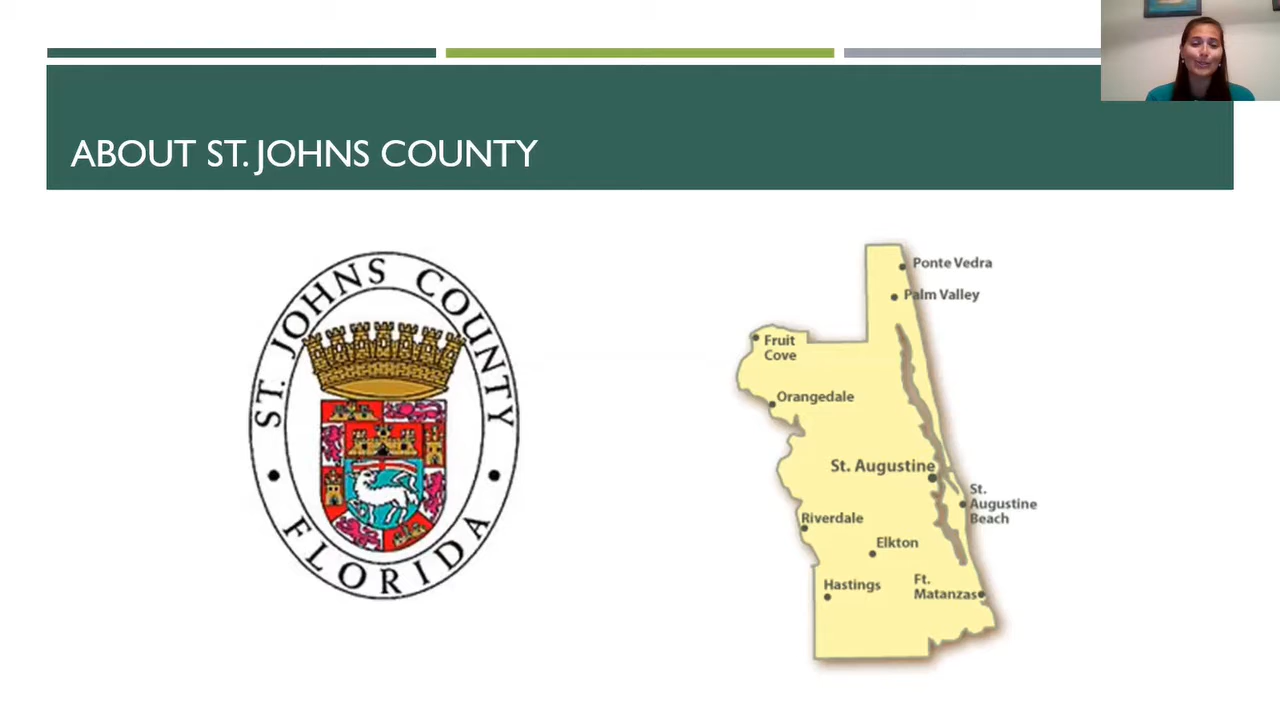 ABOUT ST. JOHNS COUNTY
ST. JOHNS COUNTY
FLORIDA
Ponte Vedra
Palm Valley
Fruit
Cove
Orangedale
St. Augustine
St.
Augustine
Beach
Riverdale
Elkton
Hastings
Ft.
Matanzas